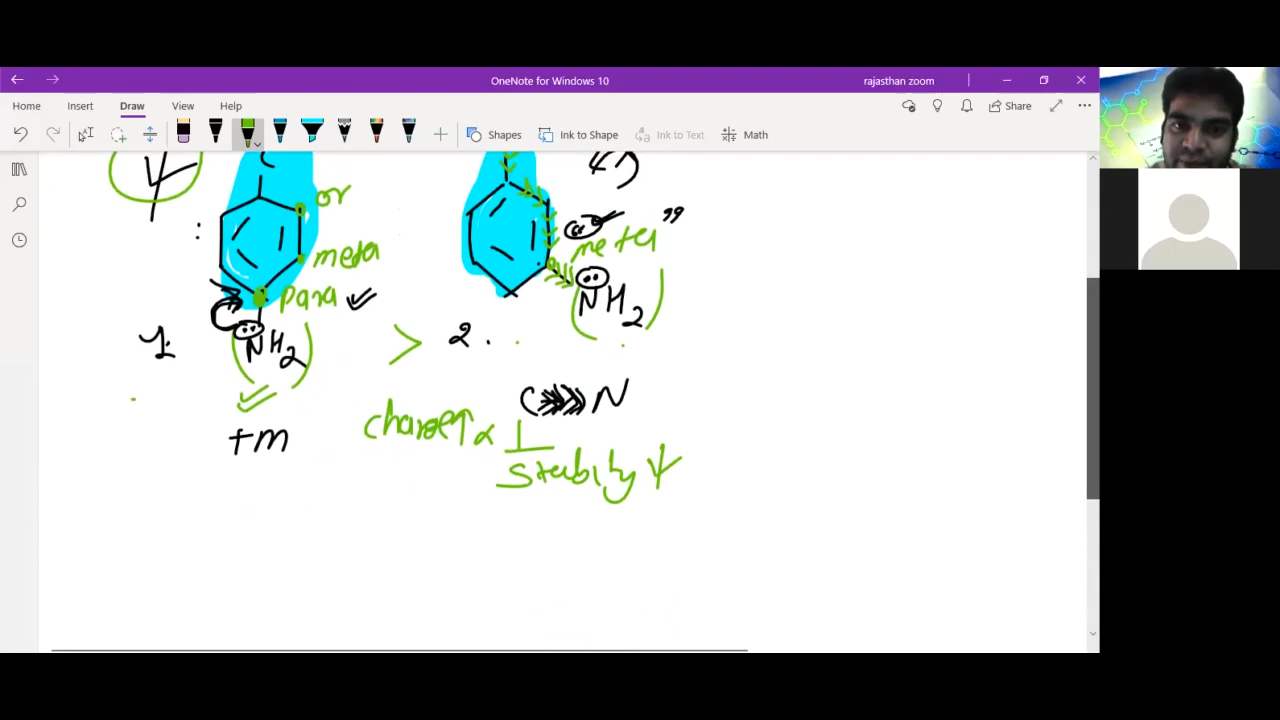 OneNote for Windows 10
rajasthan zoom
Home Insert Draw View Help
Share
Shapes Ink to Shape Ink to Text Math
C
or
meta
para
meta
"
NH2
1.
NH2
>
2.
+m
C N
charge ∝ 1
stability